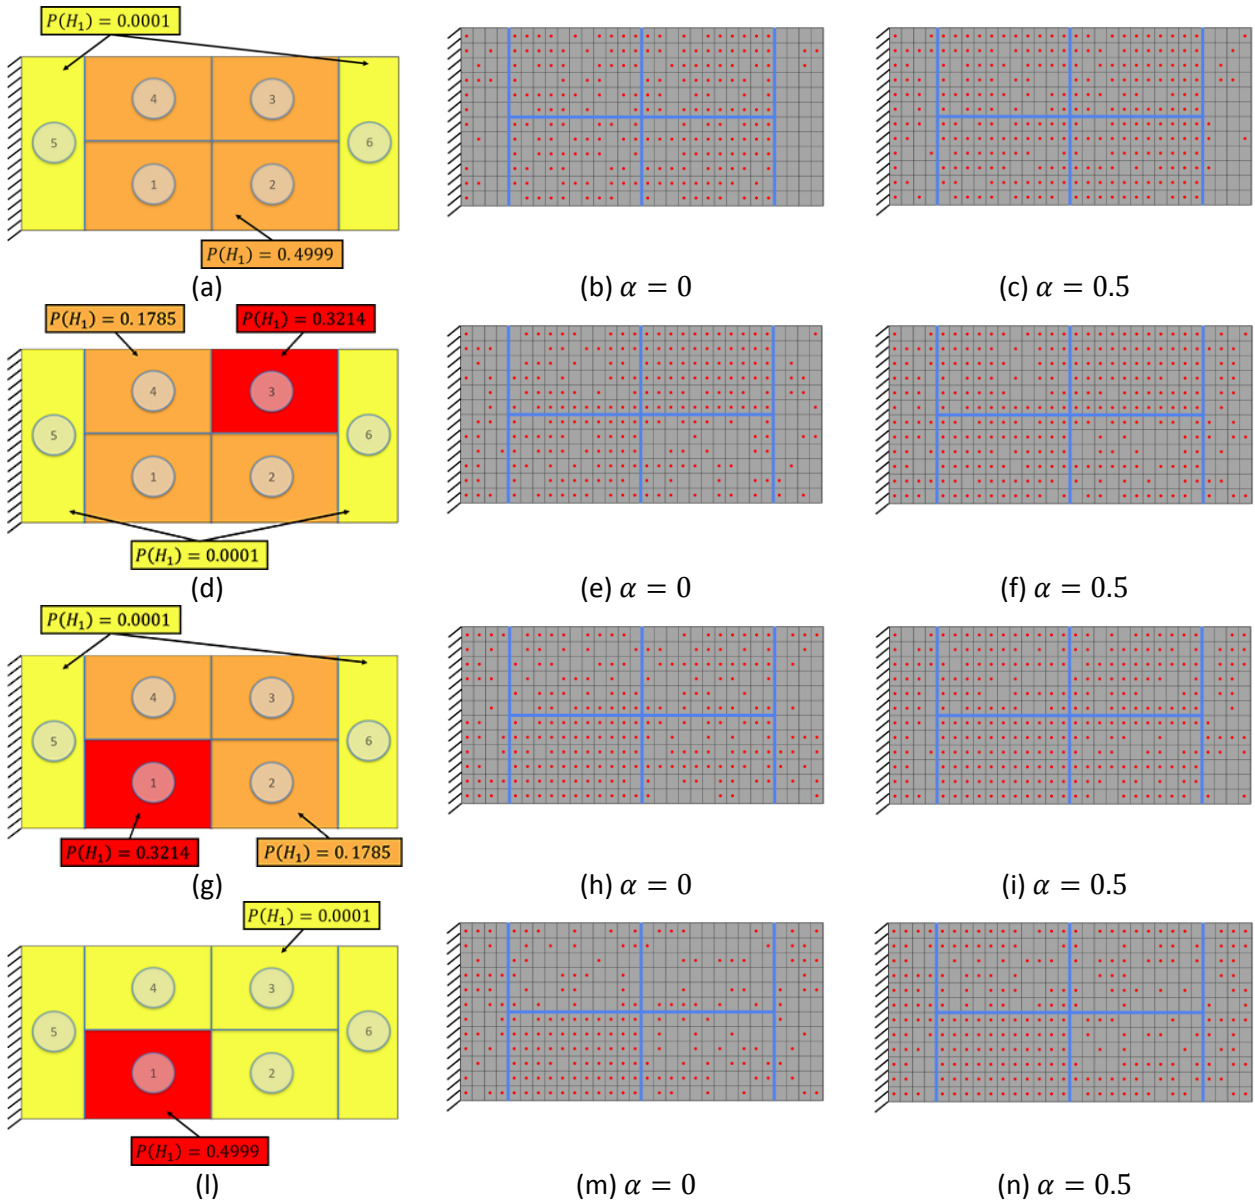 P(H₁) = 0.0001
4 3
5 6
1 2
P(H₁) = 0.4999
(a) (b) α = 0 (c) α = 0.5
P(H₁) = 0.1785 P(H₁) = 0.3214
4 3
5 6
1 2
P(H₁) = 0.0001
(d) (e) α = 0 (f) α = 0.5
P(H₁) = 0.0001
4 3
5 6
1 2
P(H₁) = 0.3214 P(H₁) = 0.1785
(g) (h) α = 0 (i) α = 0.5
P(H₁) = 0.0001
4 3
5 6
1 2
P(H₁) = 0.4999
(l) (m) α = 0 (n) α = 0.5